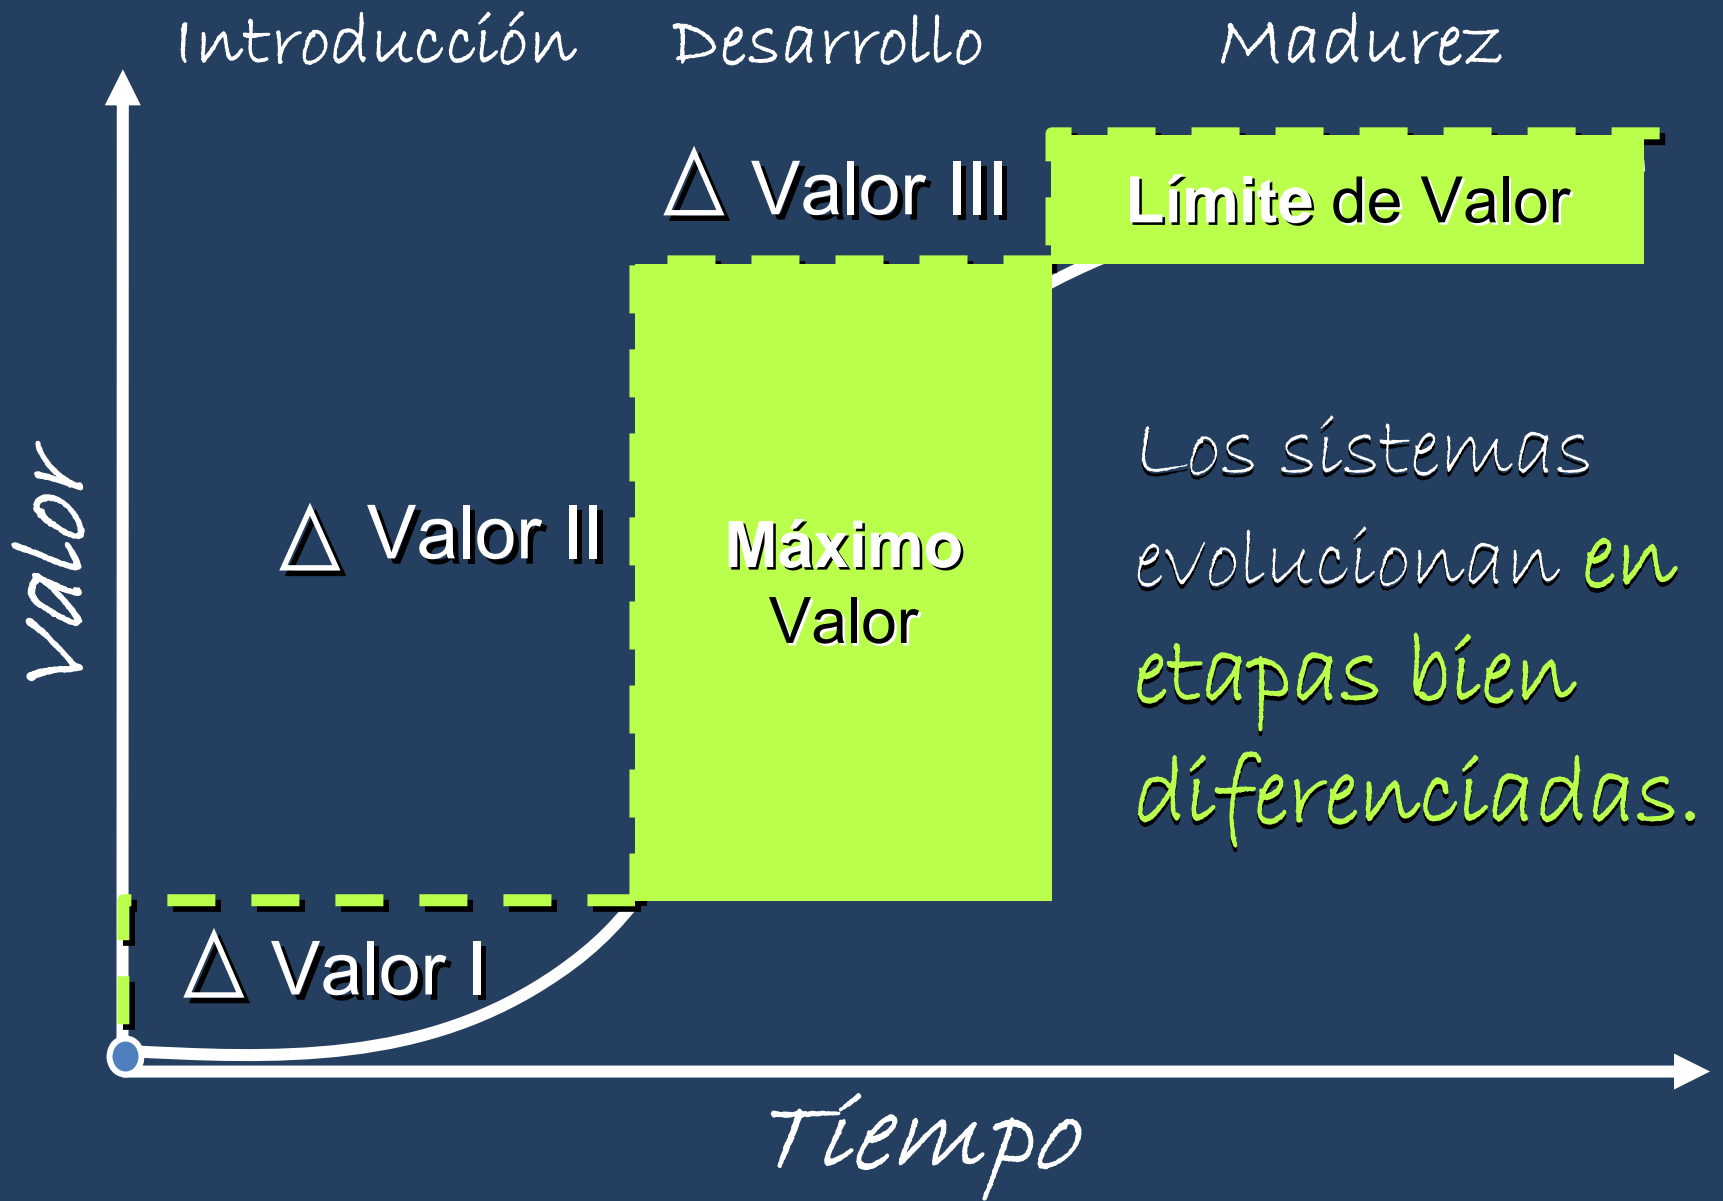 Introducción Desarrollo Madurez
Δ Valor III
Límite de Valor
Valor
Δ Valor II
Máximo
Valor
Los sistemas
evolucionan en
etapas bien
diferenciadas.
Δ Valor I
Tiempo